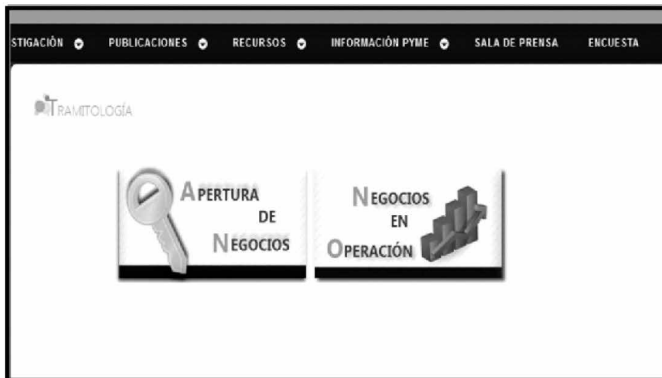 STIGACIÓN PUBLICACIONES RECURSOS INFORMACIÓN PYME SALA DE PRENSA ENCUESTA
TRAMITOLOGÍA
APERTURA
DE
NEGOCIOS
NEGOCIOS
EN
OPERACIÓN